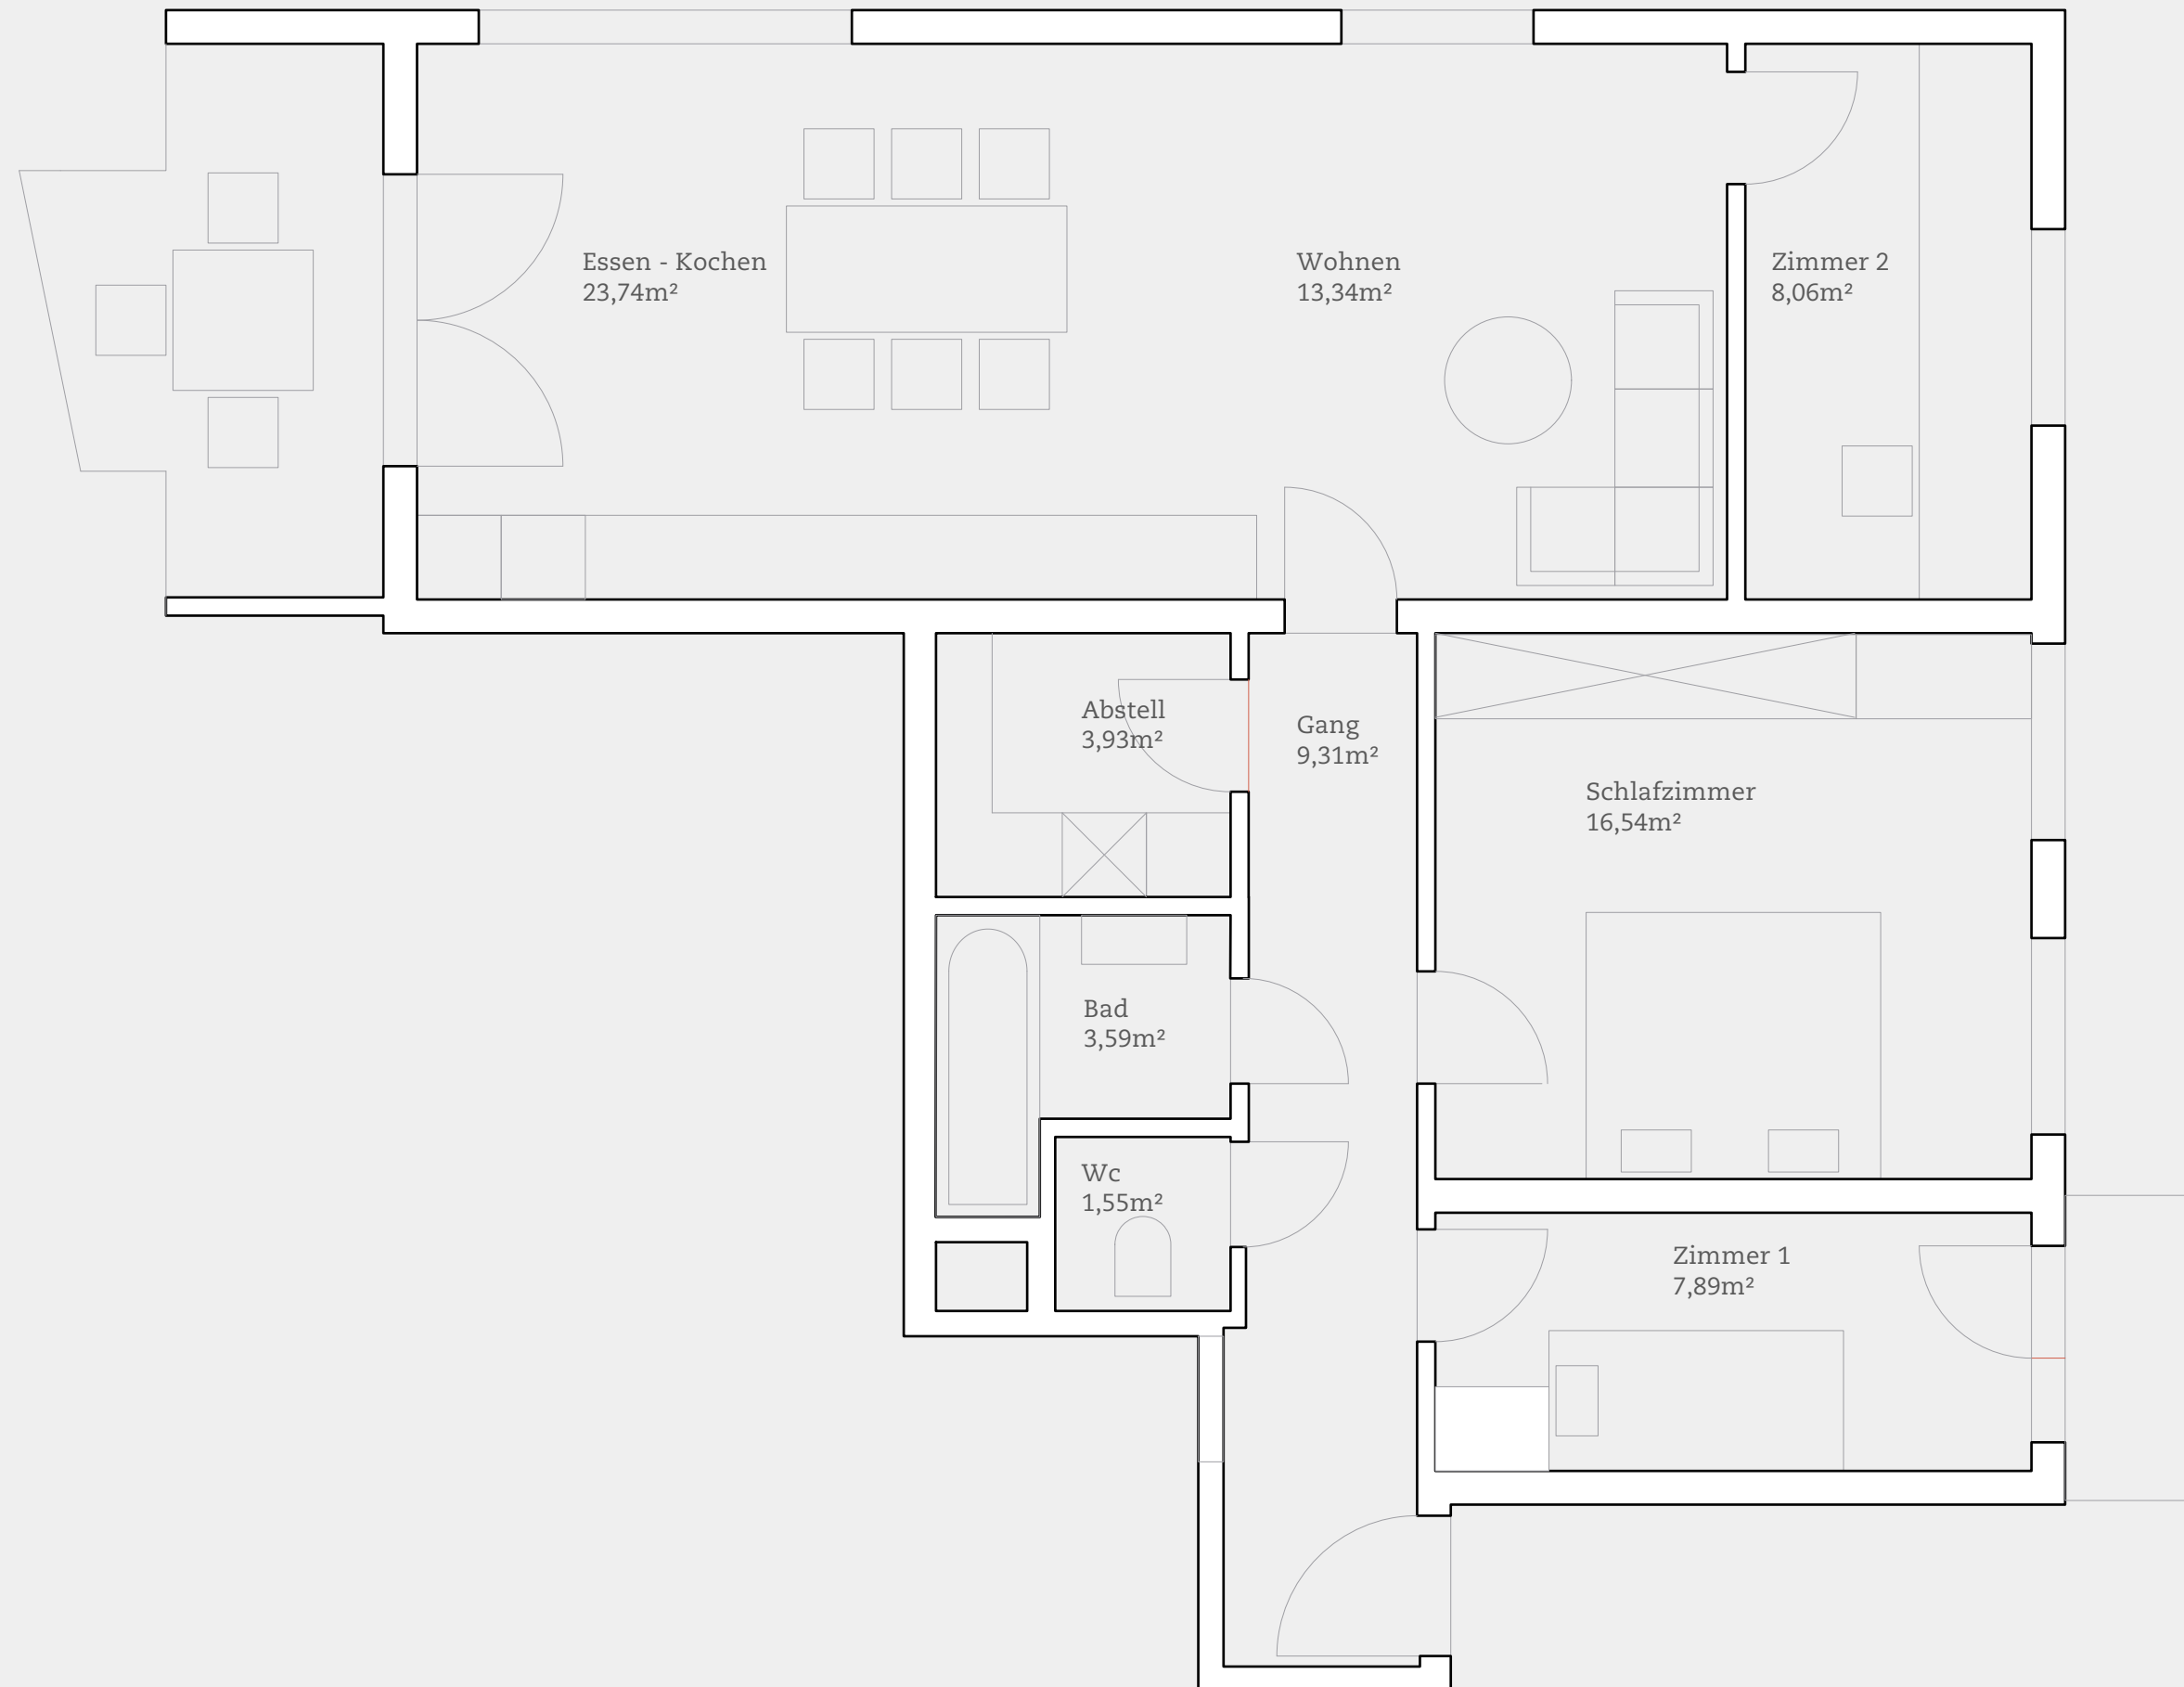 Essen - Kochen
23,74m²
Wohnen
13,34m²
Zimmer 2
8,06m²
Abstell
3,93m²
Gang
9,31m²
Schlafzimmer
16,54m²
Bad
3,59m²
Wc
1,55m²
Zimmer 1
7,89m²